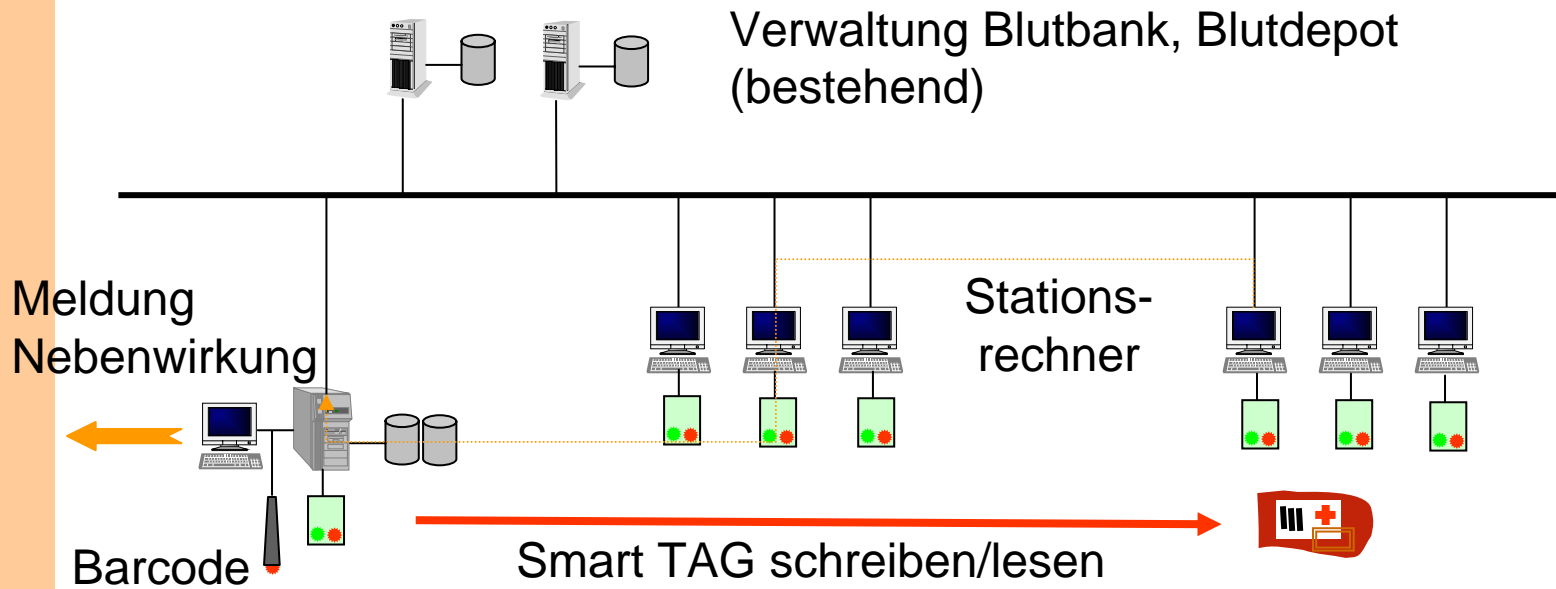 Verwaltung Blutbank, Blutdepot
(bestehend)
Meldung
Nebenwirkung
Stations-
rechner
Barcode
Smart TAG schreiben/lesen